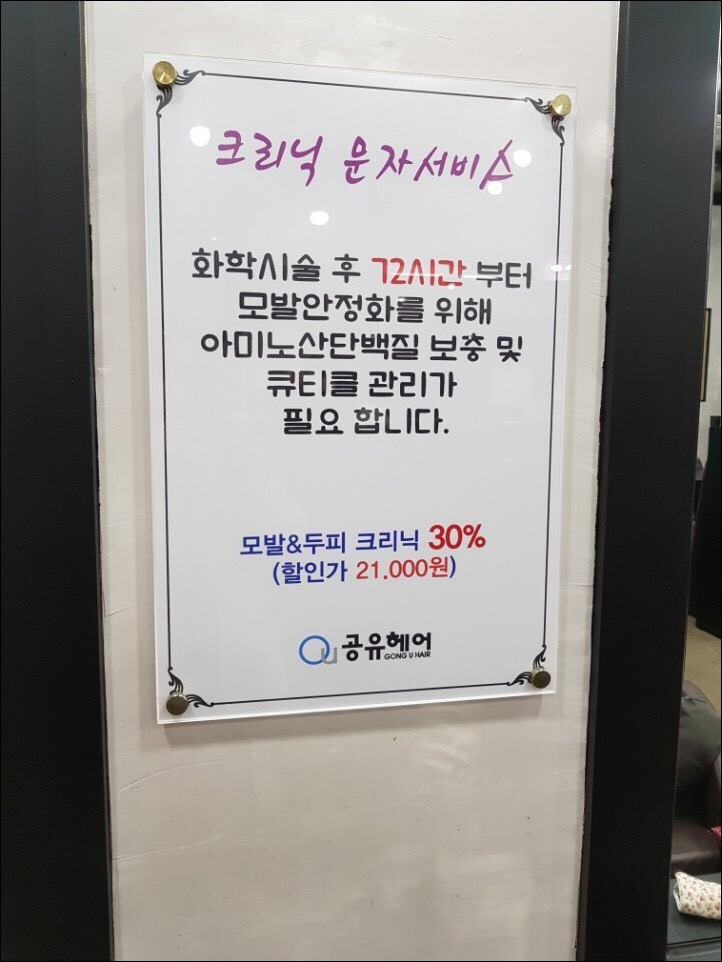 크리닉 문자서비스
화학시술 후 72시간 부터
모발안정화를 위해
아미노산단백질 보충 및
큐티클 관리가
필요 합니다.
모발&두피 크리닉 30%
(할인가 21.000원)
Ou 공유헤어
GONG U HAIR